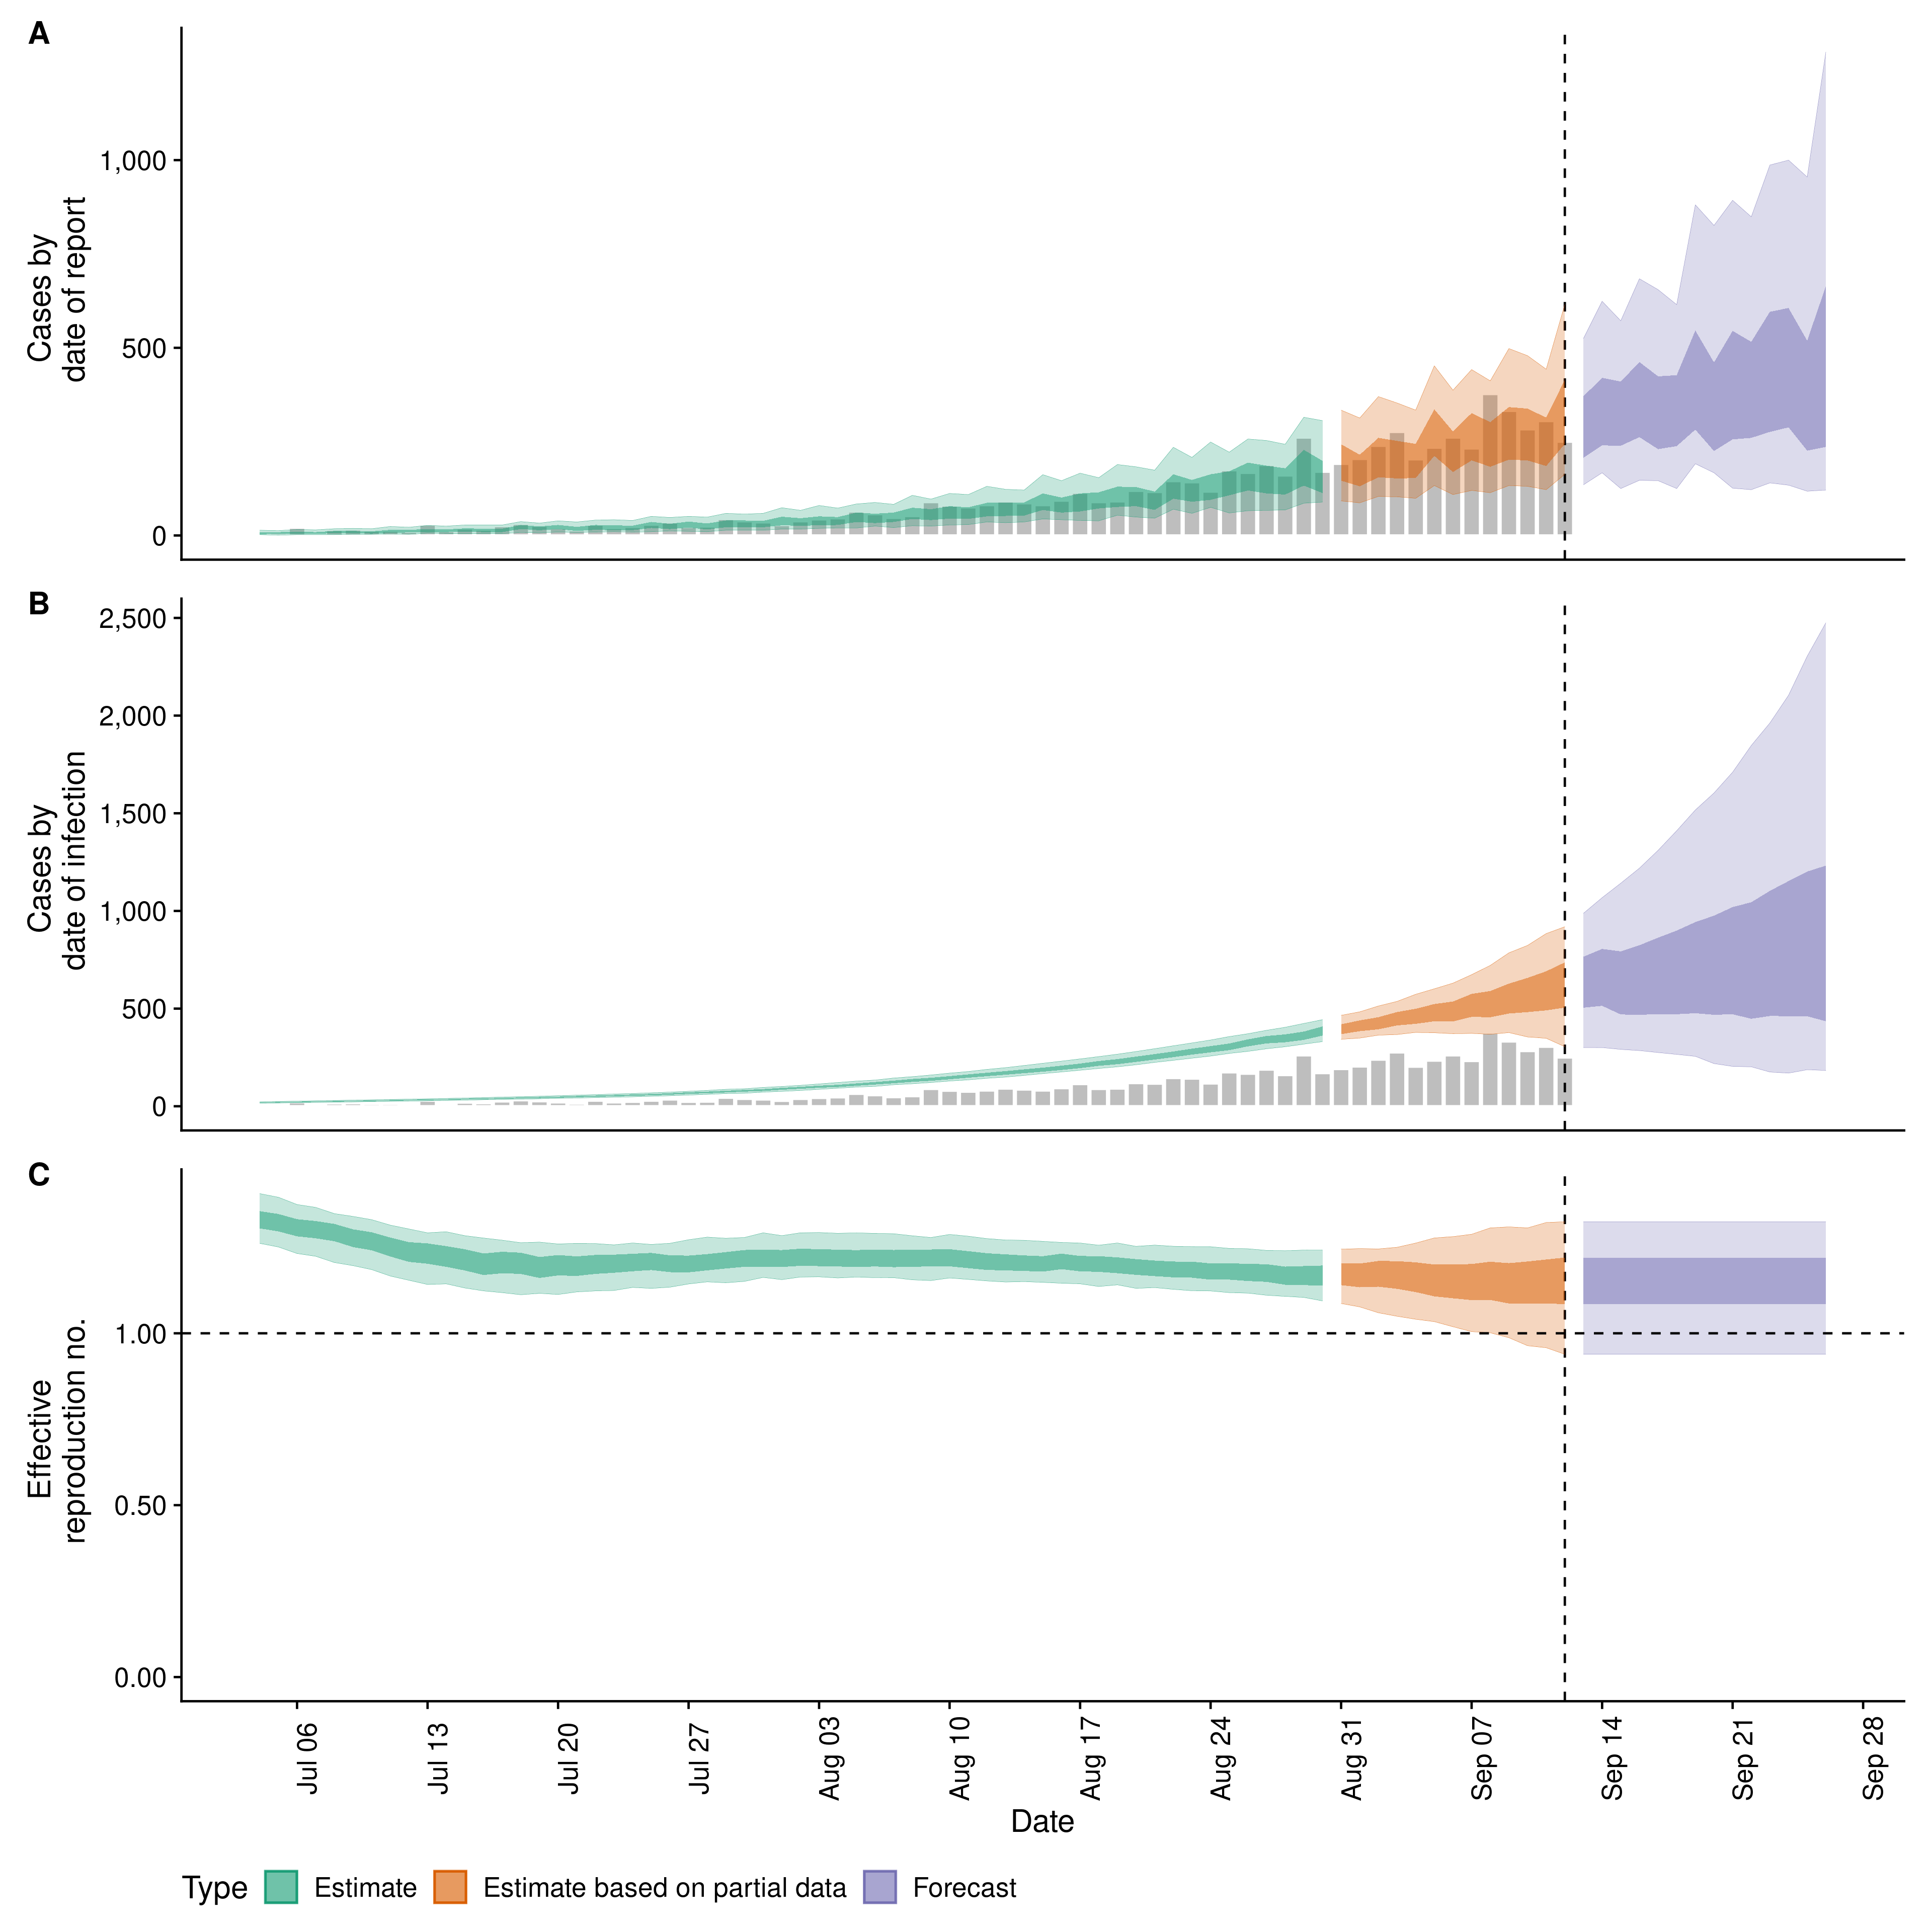 A
Cases by
date of report
1,000
500
0
B
Cases by
date of infection
2,500
2,000
1,500
1,000
500
0
C
Effective
reproduction no.
1.00
0.50
0.00
Jul 06
Jul 13
Jul 20
Jul 27
Aug 03
Aug 10
Aug 17
Aug 24
Aug 31
Sep 07
Sep 14
Sep 21
Sep 28
Date
Type Estimate Estimate based on partial data Forecast